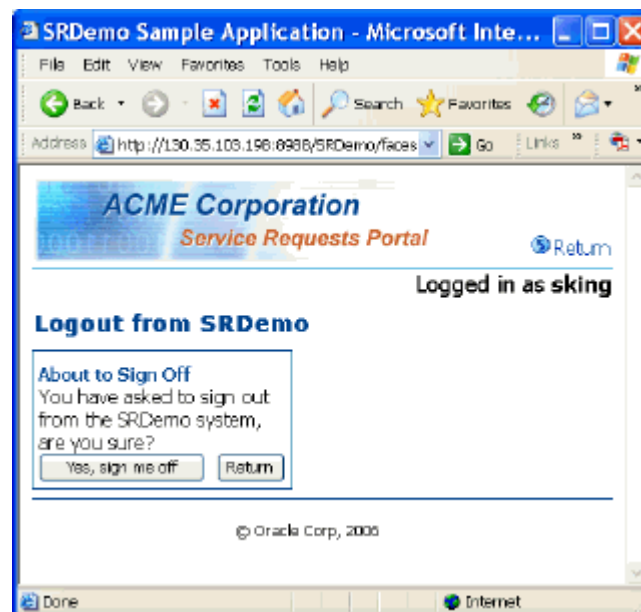 SRDemo Sample Application - Microsoft Inte...
File Edit View Favorites Tools Help
Back Search Favorites
Address http://130.35.103.198:8988/SRDemo/faces Go Links »
ACME Corporation
Service Requests Portal
Return
Logged in as sking
Logout from SRDemo
About to Sign Off
You have asked to sign out
from the SRDemo system,
are you sure?
Yes, sign me off Return
© Oracle Corp, 2006
Done Internet